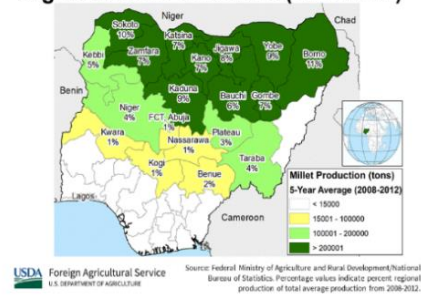 Niger
Chad
Sokoto
10%
Katsina
7%
Jigawa
8%
Yobe
9%
Borno
11%
Zamfara
7%
Kano
7%
Kebbi
5%
Kaduna
9%
Bauchi
6%
Gombe
7%
Benin
Niger
4%
FCT, Abuja
1%
Plateau
3%
Kwara
1%
Nassarawa
1%
Taraba
4%
Kogi
1%
Benue
2%
Lagos
Cameroon
Millet Production (tons)
5-Year Average (2008-2012)
< 15000
15001 - 100000
100001 - 200000
> 200001
USDA Foreign Agricultural Service
U.S. DEPARTMENT OF AGRICULTURE
Source: Federal Ministry of Agriculture and Rural Development/National
Bureau of Statistics. Percentage values indicate percent regional
production of total average production from 2008-2012.